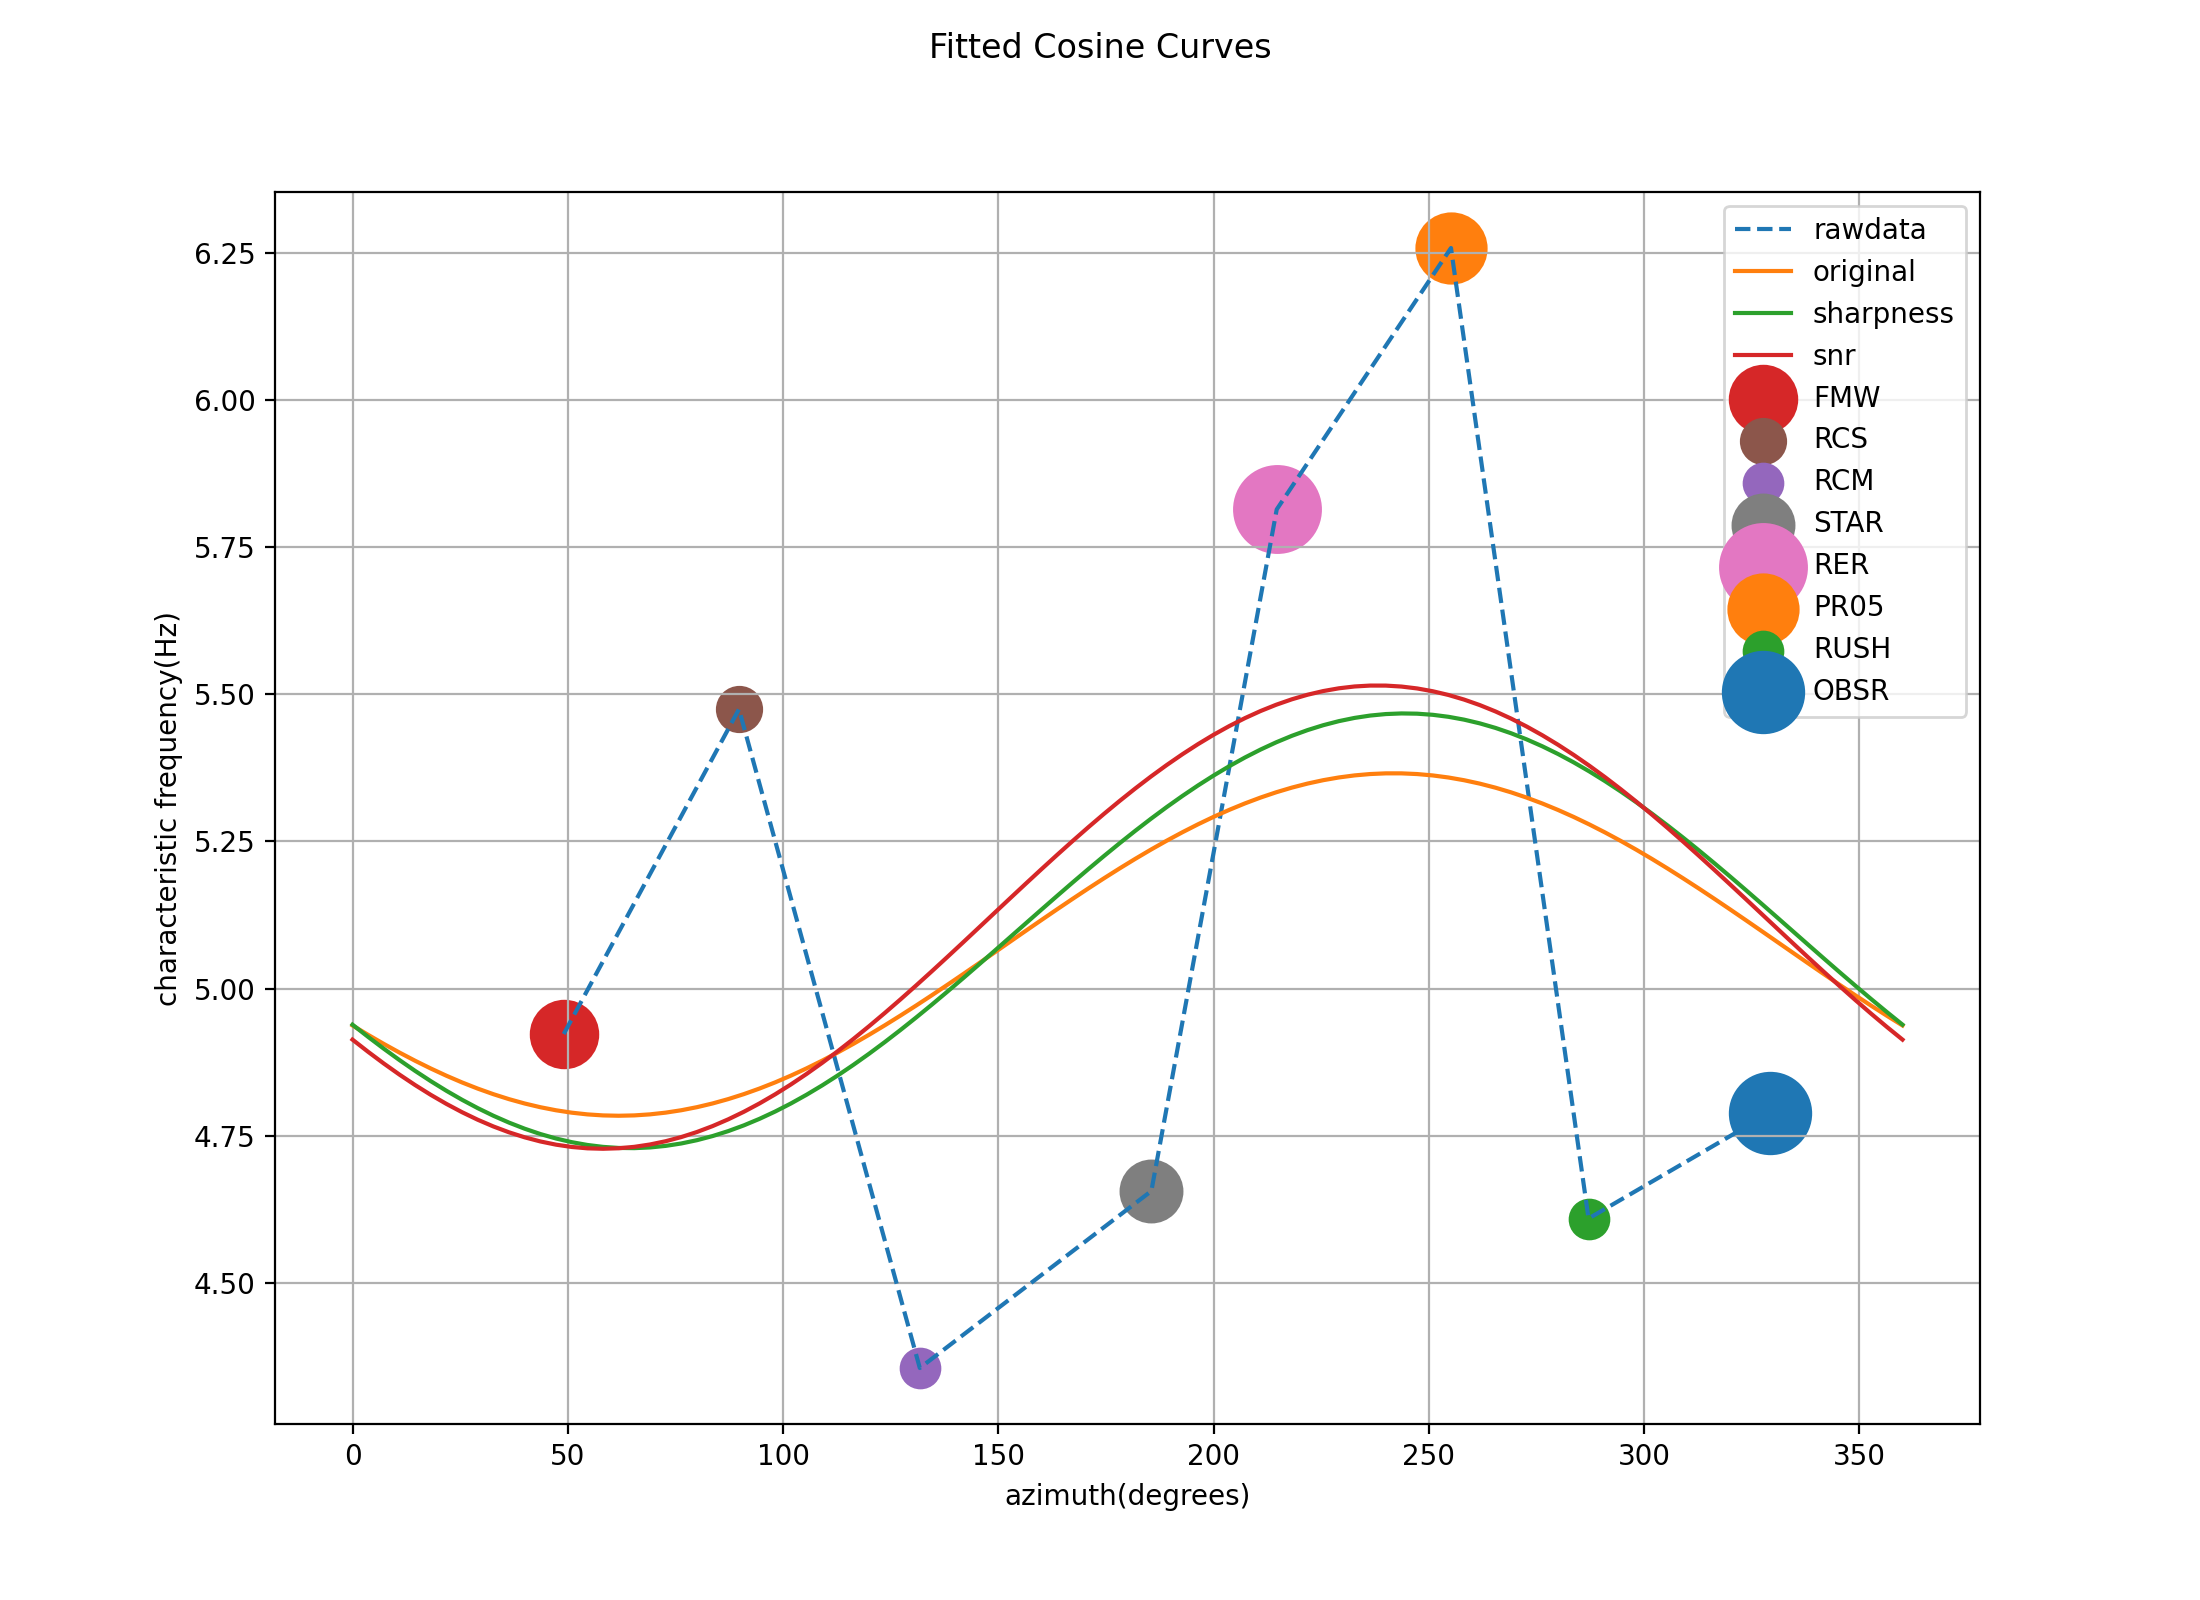 Fitted Cosine Curves
characteristic frequency(Hz)
6.25
6.00
5.75
5.50
5.25
5.00
4.75
4.50
rawdata
original
sharpness
snr
FMW
RCS
RCM
STAR
RER
PR05
RUSH
OBSR
0 50 100 150 200 250 300 350
azimuth(degrees)